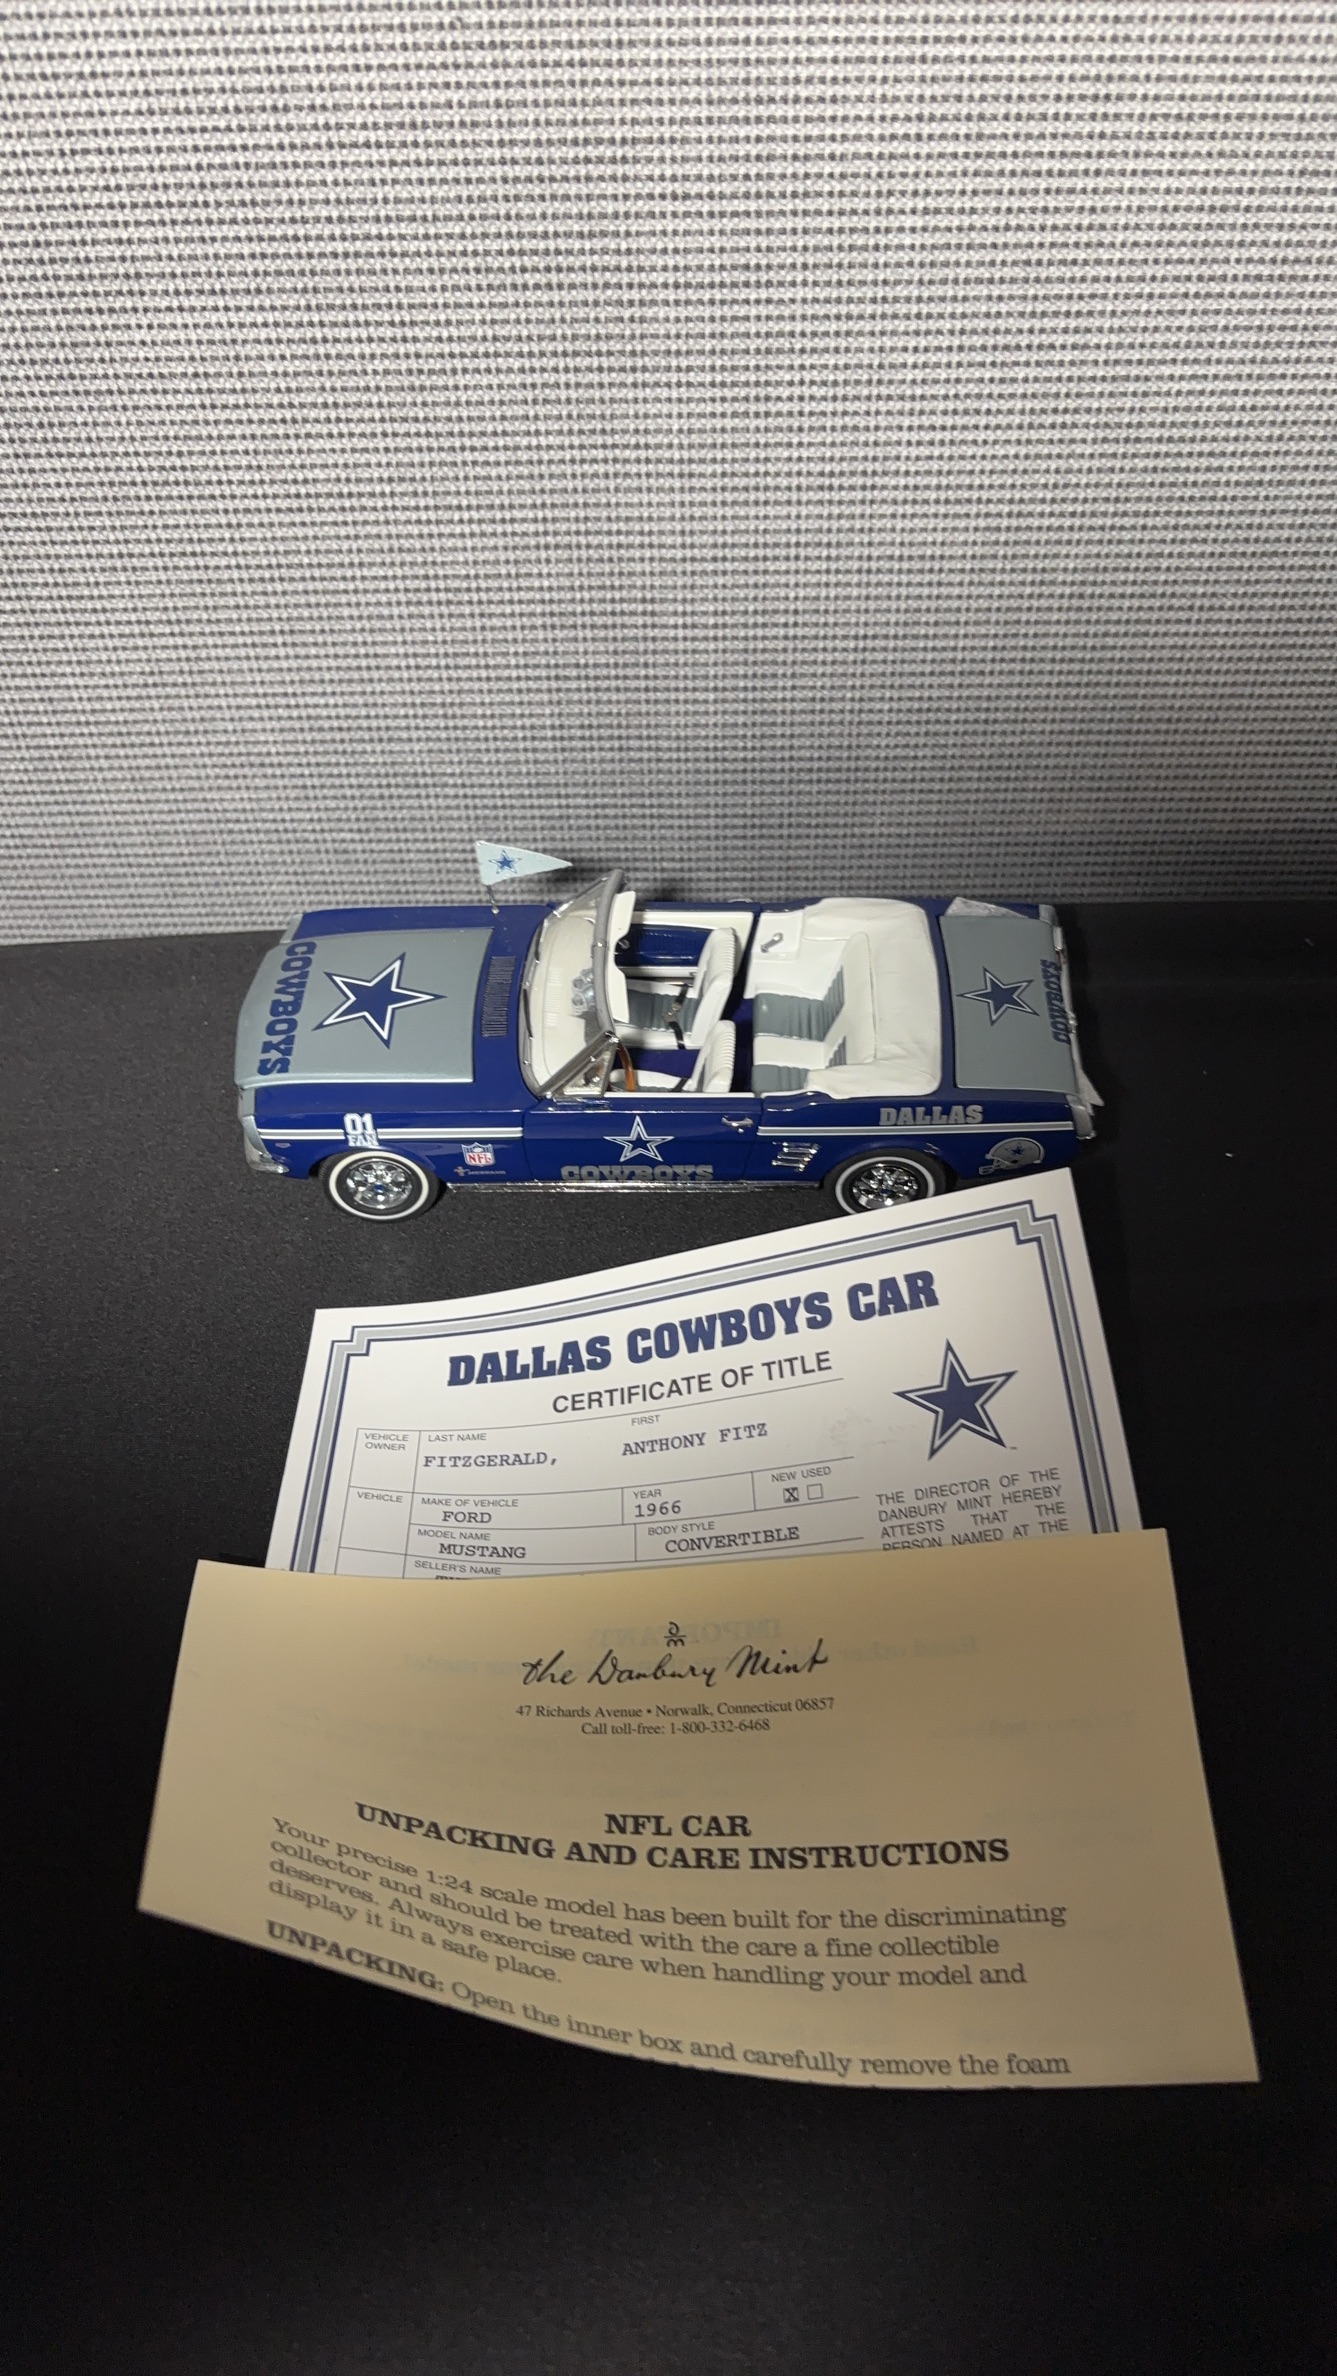 COWBOYS
COWBOYS
01
FAN
NFL
COWBOYS
DALLAS
DALLAS COWBOYS CAR
CERTIFICATE OF TITLE
VEHICLE OWNER
LAST NAME
FIRST
FITZGERALD, ANTHONY FITZ
VEHICLE
MAKE OF VEHICLE
FORD
YEAR
1966
NEW USED
X
MODEL NAME
MUSTANG
BODY STYLE
CONVERTIBLE
SELLER'S NAME
THE DIRECTOR OF THE
DANBURY MINT HEREBY
ATTESTS THAT THE
PERSON NAMED AT THE
dm
the Danbury Mint
47 Richards Avenue • Norwalk, Connecticut 06857
Call toll-free: 1-800-332-6468
NFL CAR
UNPACKING AND CARE INSTRUCTIONS
Your precise 1:24 scale model has been built for the discriminating
collector and should be treated with the care a fine collectible
deserves. Always exercise care when handling your model and
display it in a safe place.
UNPACKING: Open the inner box and carefully remove the foam